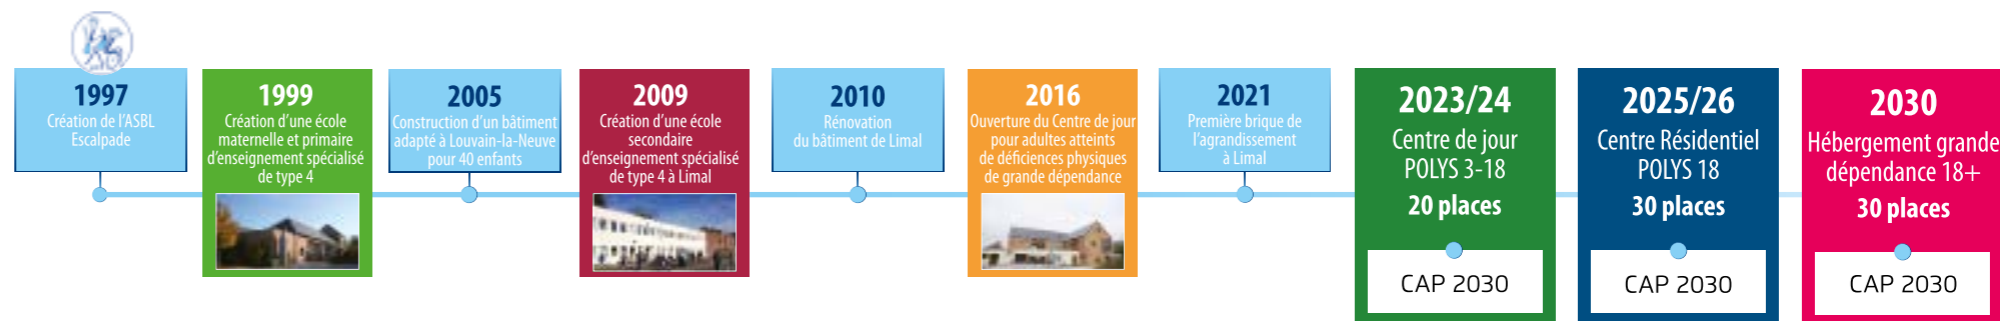 1997
Création de l'ASBL
Escalpade
1999
Création d'une école
maternelle et primaire
d'enseignement spécialisé
de type 4
2005
Construction d'un bâtiment
adapté à Louvain-la-Neuve
pour 40 enfants
2009
Création d'une école
secondaire
d'enseignement spécialisé
de type 4 à Limal
2010
Rénovation
du bâtiment de Limal
2016
Ouverture du Centre de jour
pour adultes atteints
de déficiences physiques
de grande dépendance
2021
Première brique de
l'agrandissement
à Limal
2023/24
Centre de jour
POLYS 3-18
20 places
CAP 2030
2025/26
Centre Résidentiel
POLYS 18
30 places
CAP 2030
2030
Hébergement grande
dépendance 18+
30 places
CAP 2030